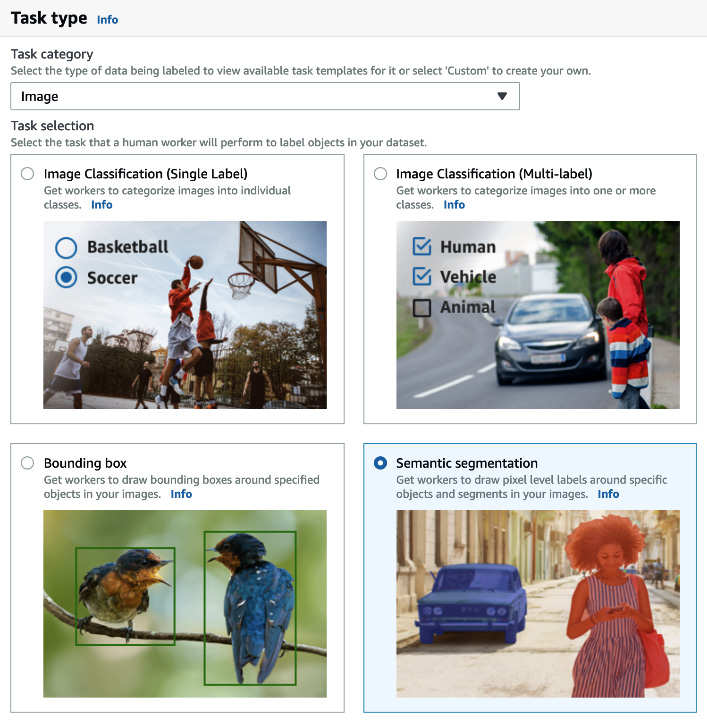 Task type Info
Task category
Select the type of data being labeled to view available task templates for it or select 'Custom' to create your own.
Image
Task selection
Select the task that a human worker will perform to label objects in your dataset.
Image Classification (Single Label)
Get workers to categorize images into individual
classes. Info
Basketball
Soccer
Image Classification (Multi-label)
Get workers to categorize images into one or more
classes. Info
Human
Vehicle
Animal
Bounding box
Get workers to draw bounding boxes around specified
objects in your images. Info
Semantic segmentation
Get workers to draw pixel level labels around specific
objects and segments in your images. Info